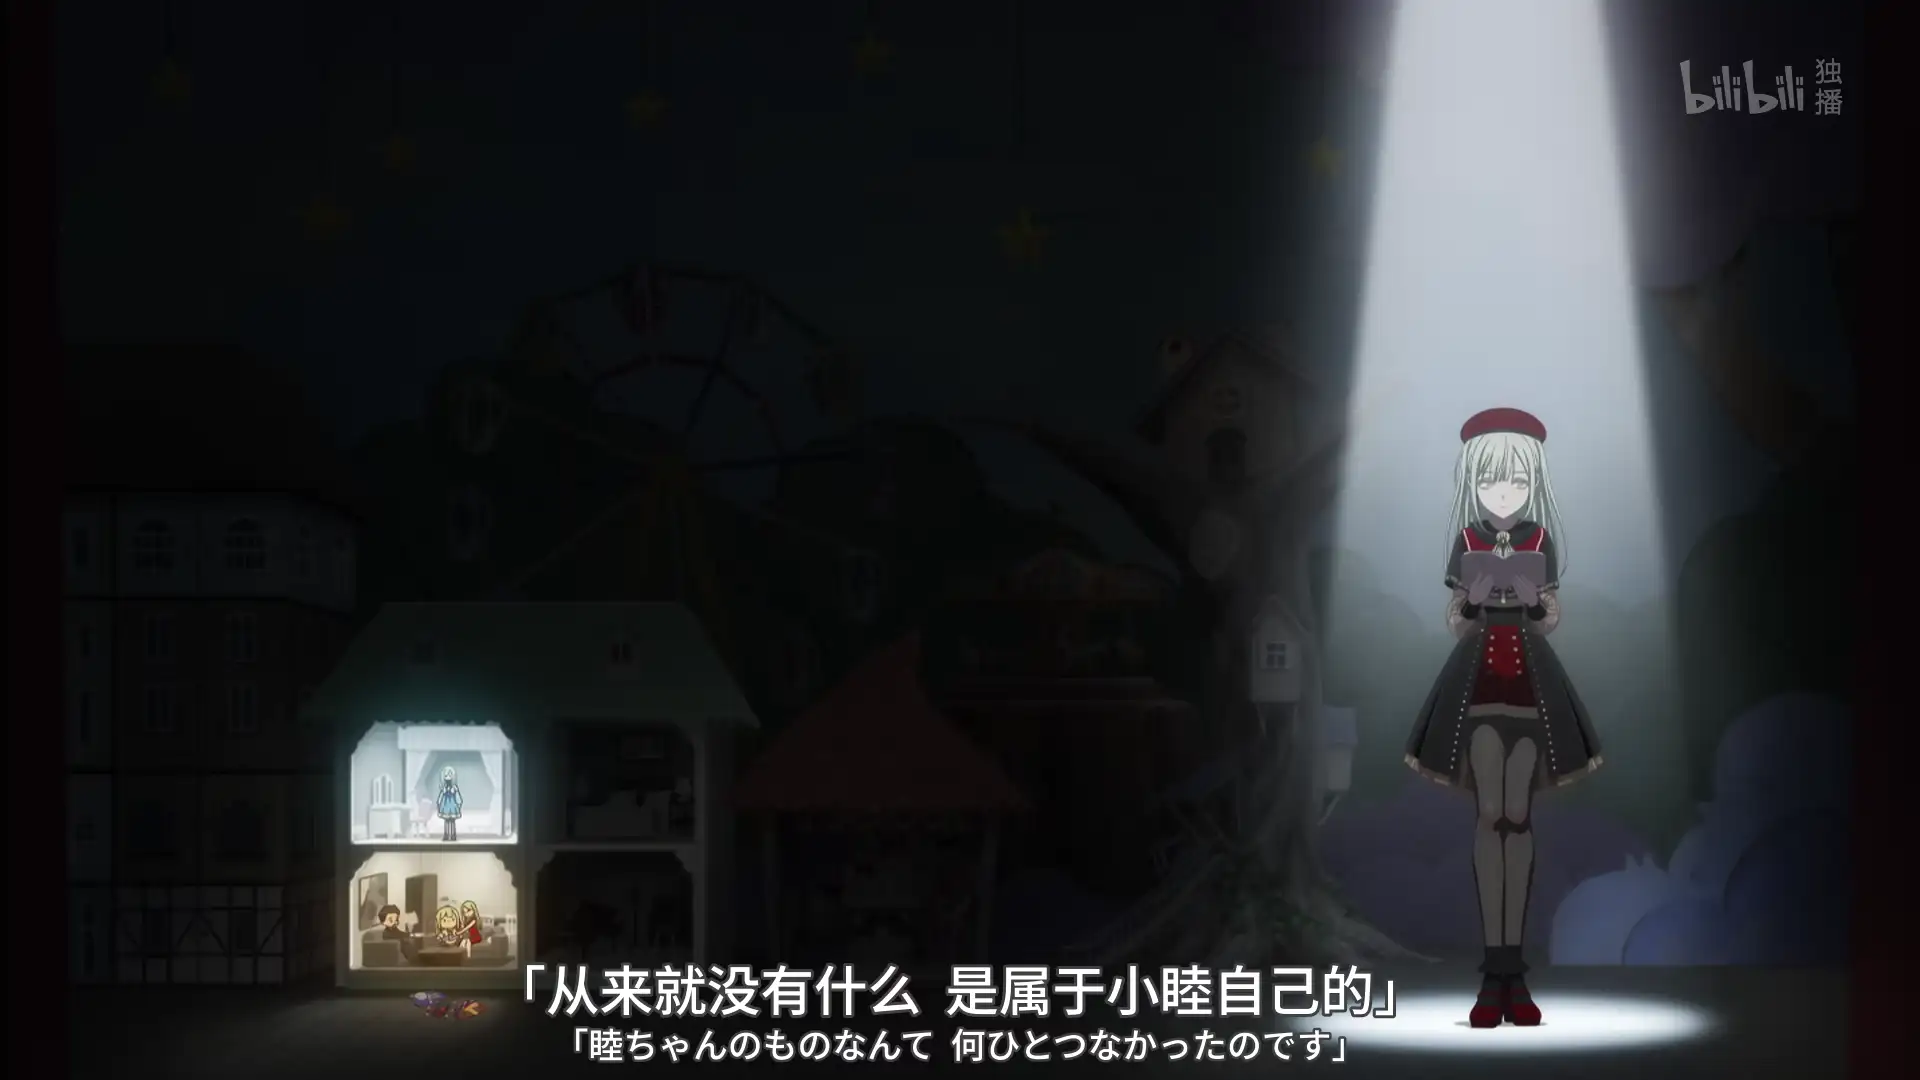 bilibili 独播
「从来就没有什么 是属于小睦自己的」
「睦ちゃんのものなんて 何ひとつなかったのです」